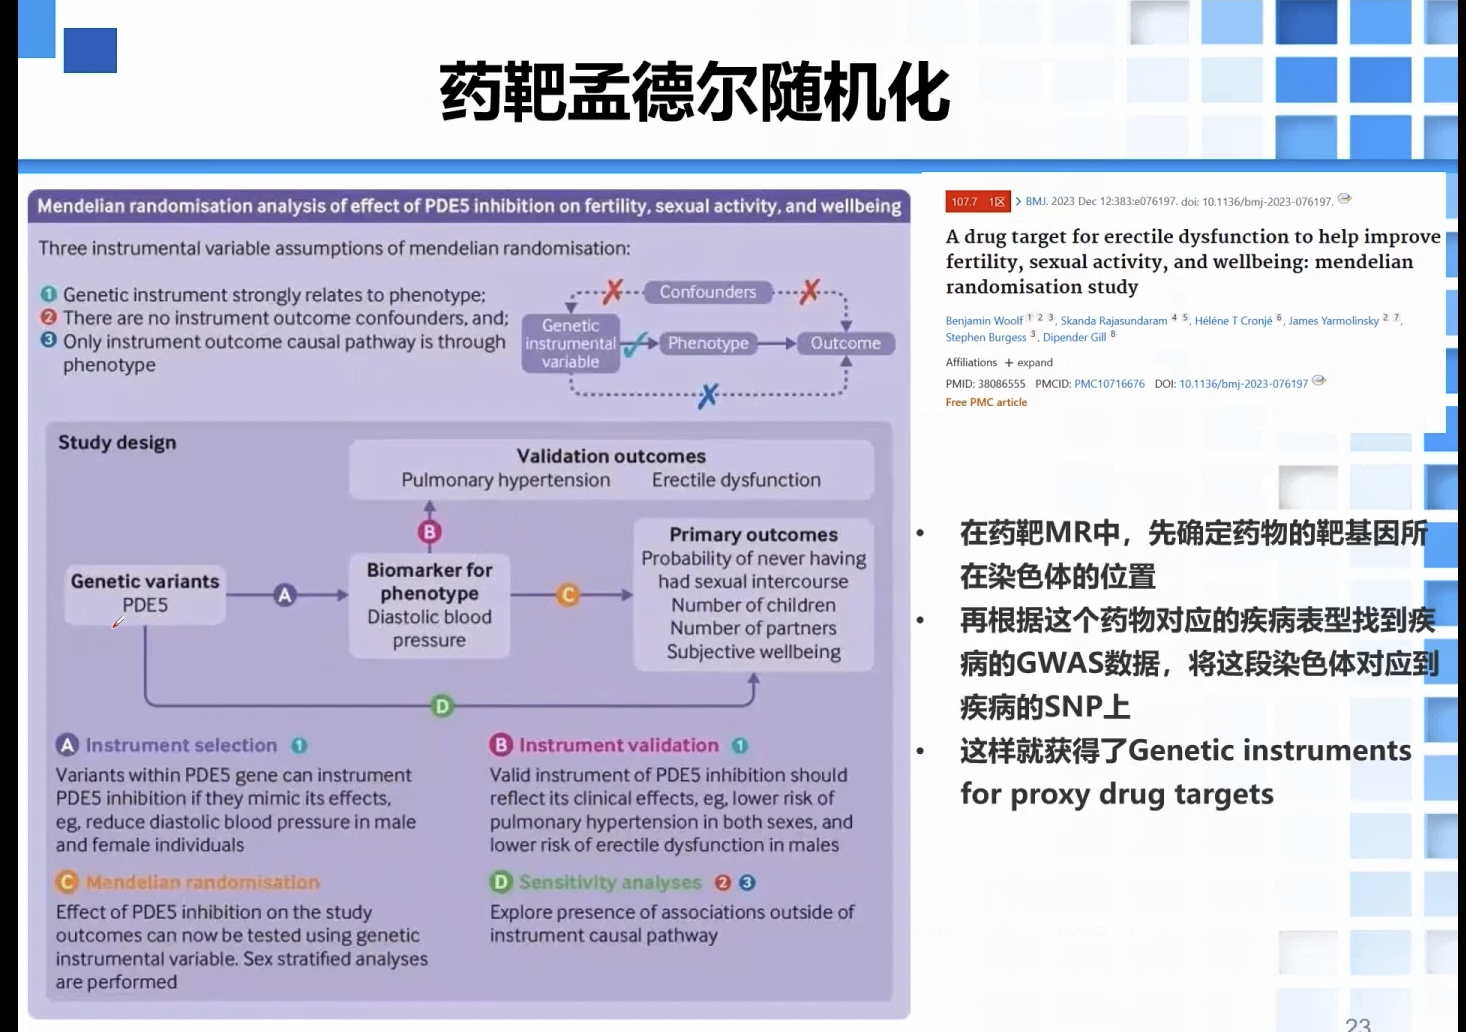 药靶孟德尔随机化
Mendelian randomisation analysis of effect of PDE5 inhibition on fertility, sexual activity, and wellbeing
Three instrumental variable assumptions of mendelian randomisation:
1 Genetic instrument strongly relates to phenotype;
2 There are no instrument outcome confounders, and;
3 Only instrument outcome causal pathway is through
phenotype
Confounders
Genetic
instrumental
variable
Phenotype
Outcome
Study design
Validation outcomes
Pulmonary hypertension Erectile dysfunction
B
Genetic variants
PDE5
A
Biomarker for
phenotype
Diastolic blood
pressure
C
Primary outcomes
Probability of never having
had sexual intercourse
Number of children
Number of partners
Subjective wellbeing
D
A Instrument selection 1
Variants within PDE5 gene can instrument
PDE5 inhibition if they mimic its effects,
eg, reduce diastolic blood pressure in male
and female individuals
B Instrument validation 1
Valid instrument of PDE5 inhibition should
reflect its clinical effects, eg, lower risk of
pulmonary hypertension in both sexes, and
lower risk of erectile dysfunction in males
C Mendelian randomisation
Effect of PDE5 inhibition on the study
outcomes can now be tested using genetic
instrumental variable. Sex stratified analyses
are performed
D Sensitivity analyses 2 3
Explore presence of associations outside of
instrument causal pathway
107.7 1区 > BMJ. 2023 Dec 12:383:e076197. doi: 10.1136/bmj-2023-076197.
A drug target for erectile dysfunction to help improve
fertility, sexual activity, and wellbeing: mendelian
randomisation study
Benjamin Woolf 1 2 3, Skanda Rajasundaram 4 5, Héléne T Cronjé 6, James Yarmolinsky 2 7,
Stephen Burgess 3, Dipender Gill 8
Affiliations + expand
PMID: 38086555 PMCID: PMC10716676 DOI: 10.1136/bmj-2023-076197
Free PMC article
• 在药靶MR中，先确定药物的靶基因所
在染色体的位置
• 再根据这个药物对应的疾病表型找到疾
病的GWAS数据，将这段染色体对应到
疾病的SNP上
• 这样就获得了Genetic instruments
for proxy drug targets
23